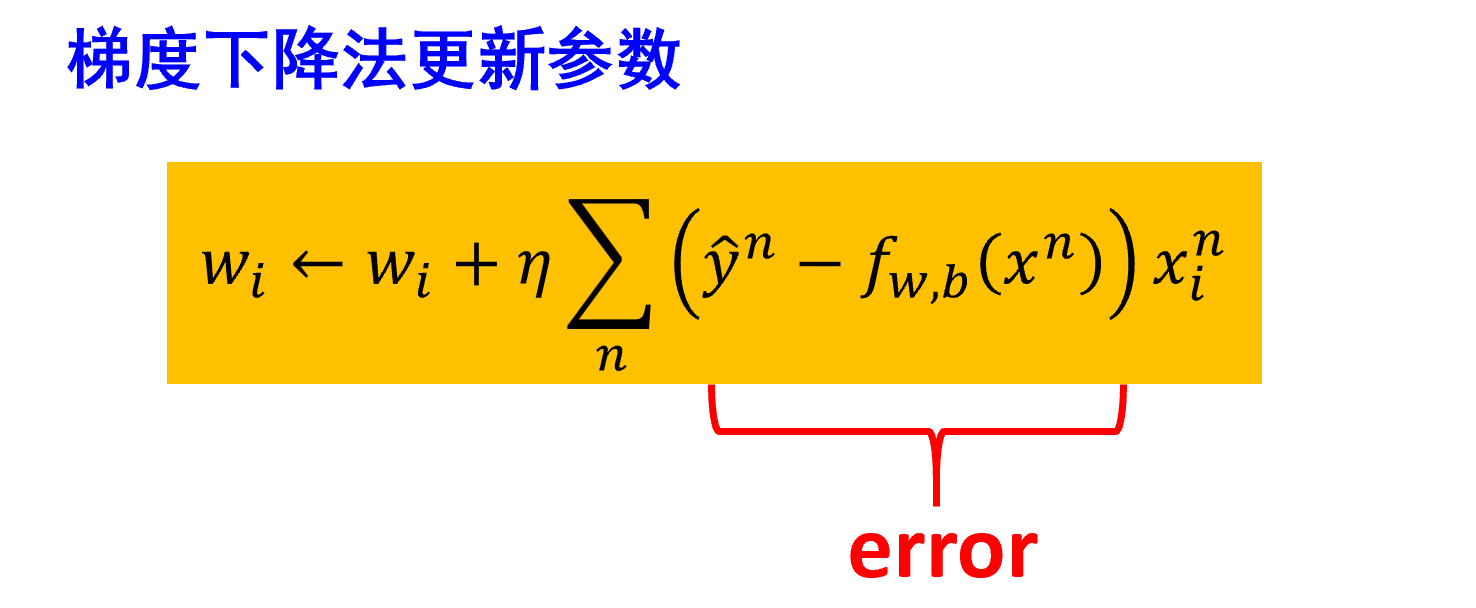 梯度下降法更新参数
$w_i \leftarrow w_i + \eta \sum_n \left( \hat{y}^n - f_{w,b}(x^n) \right) x_i^n$
error